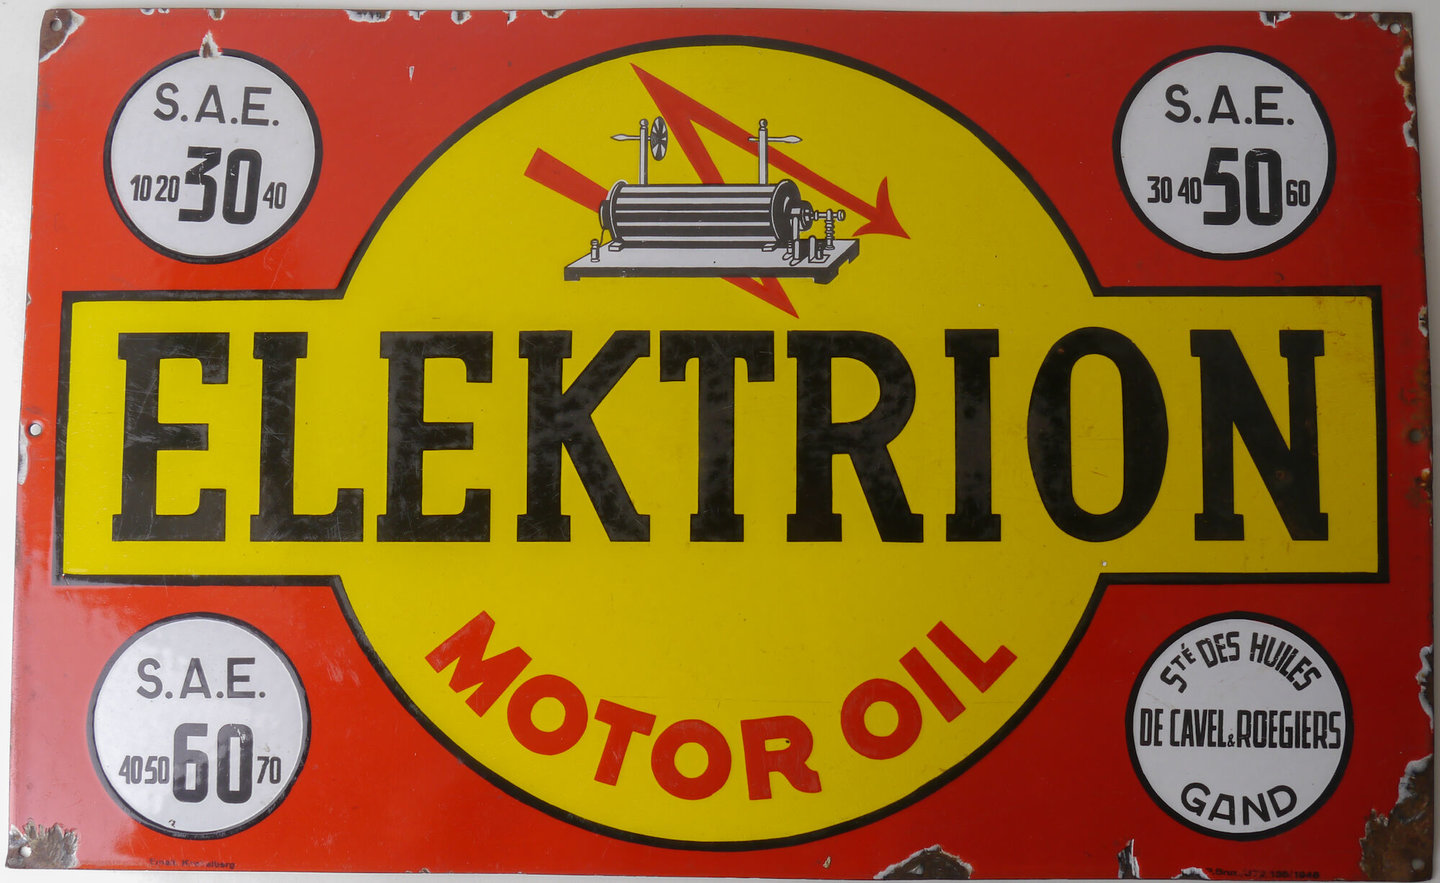 S.A.E.
10 20 30 40
S.A.E.
30 40 50 60
ELEKTRION
MOTOR OIL
S.A.E.
40 50 60 70
STÉ DES HUILES
DE CAVEL & ROEGIERS
GAND